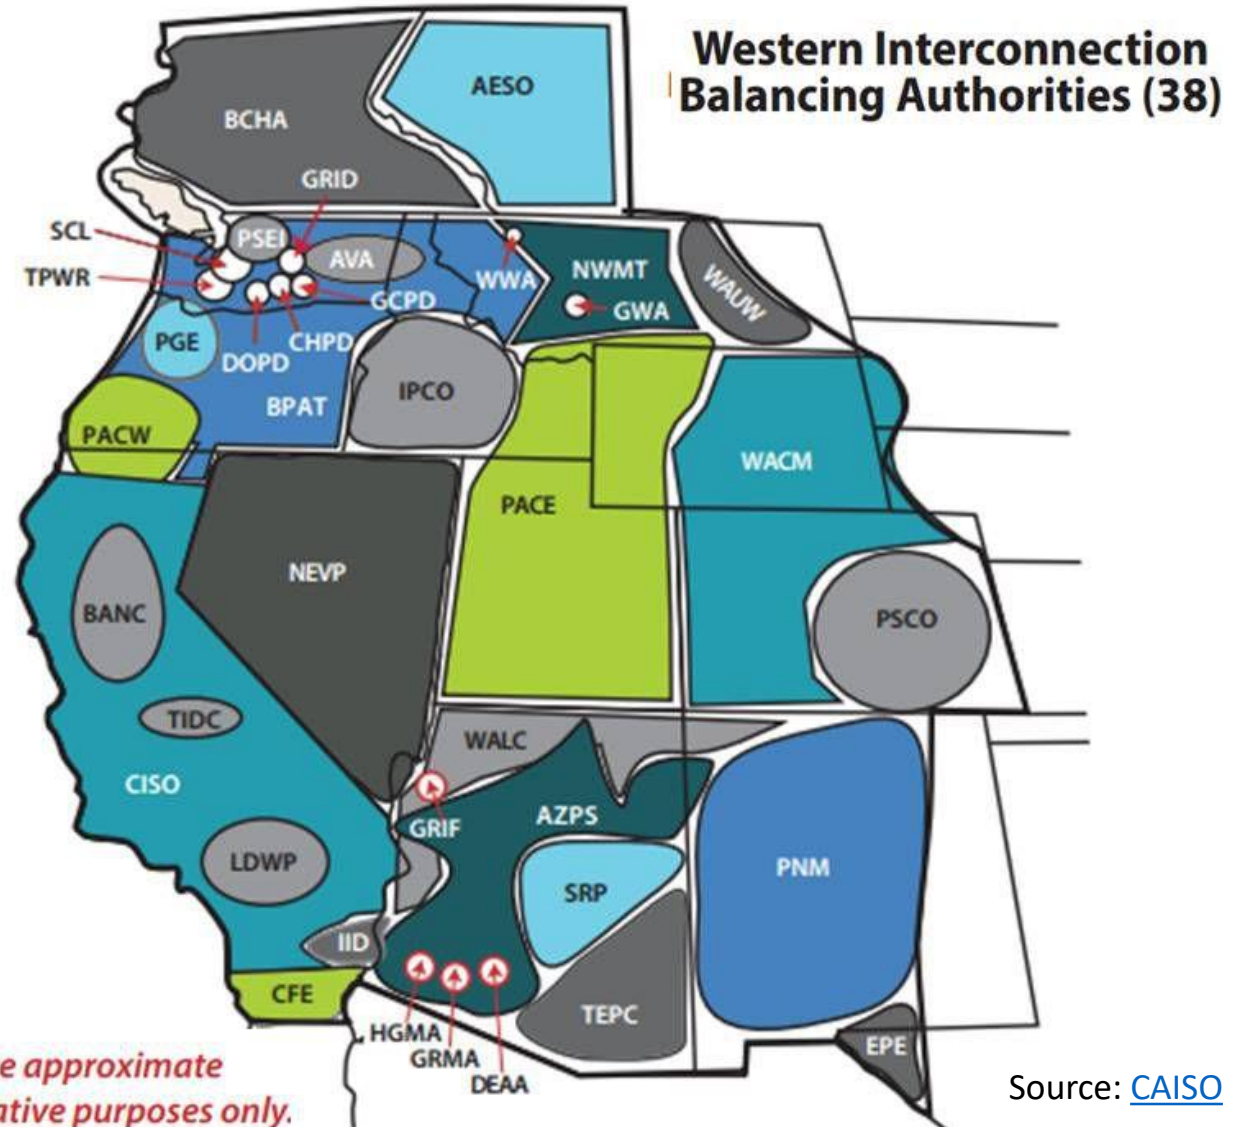 Western Interconnection
Balancing Authorities (38)
AESO
BCHA
GRID
SCL
PSEI
AVA
TPWR
WWA
NWMT
WAUW
GCPD
GWA
PGE
CHPD
DOPD
IPCO
BPAT
PACW
WACM
PACE
NEVP
BANC
PSCO
TIDC
WALC
CISO
GRIF
AZPS
LDWP
PNM
SRP
IID
CFE
TEPC
HGMA
GRMA
DEAA
EPE
e approximate
ative purposes only.
Source: CAISO